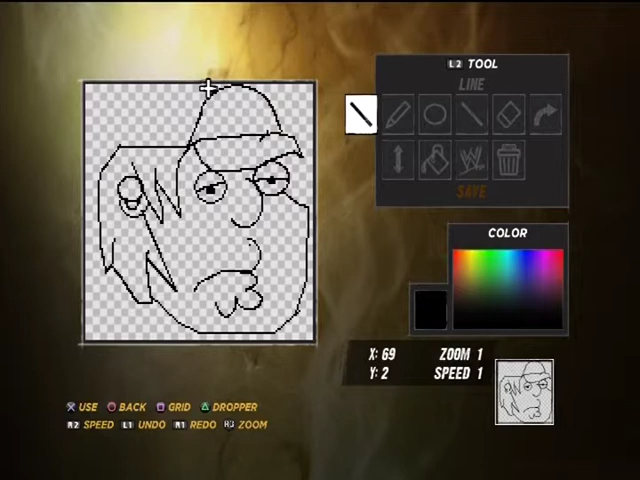 L2 TOOL
LINE
SAVE
COLOR
X: 69 ZOOM 1
Y: 2 SPEED 1
USE BACK GRID DROPPER
R2 SPEED L1 UNDO R1 REDO R3 ZOOM